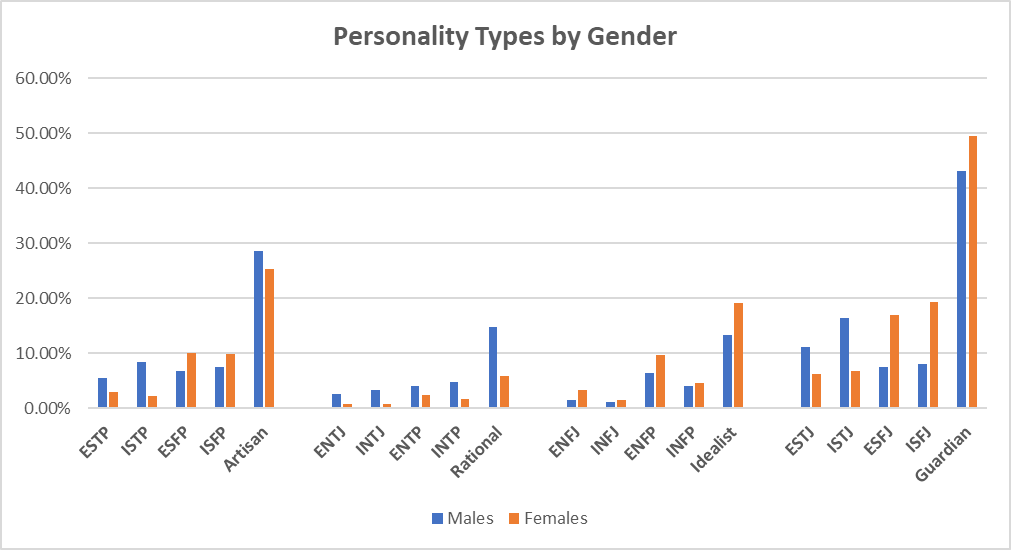 Personality Types by Gender
60.00%
50.00%
40.00%
30.00%
20.00%
10.00%
0.00%
ESTP
ISTP
ESFP
ISFP
Artisan
ENTJ
INTJ
ENTP
INTP
Rational
ENFJ
INFJ
ENFP
INFP
Idealist
ESTJ
ISTJ
ESFJ
ISFJ
Guardian
Males Females